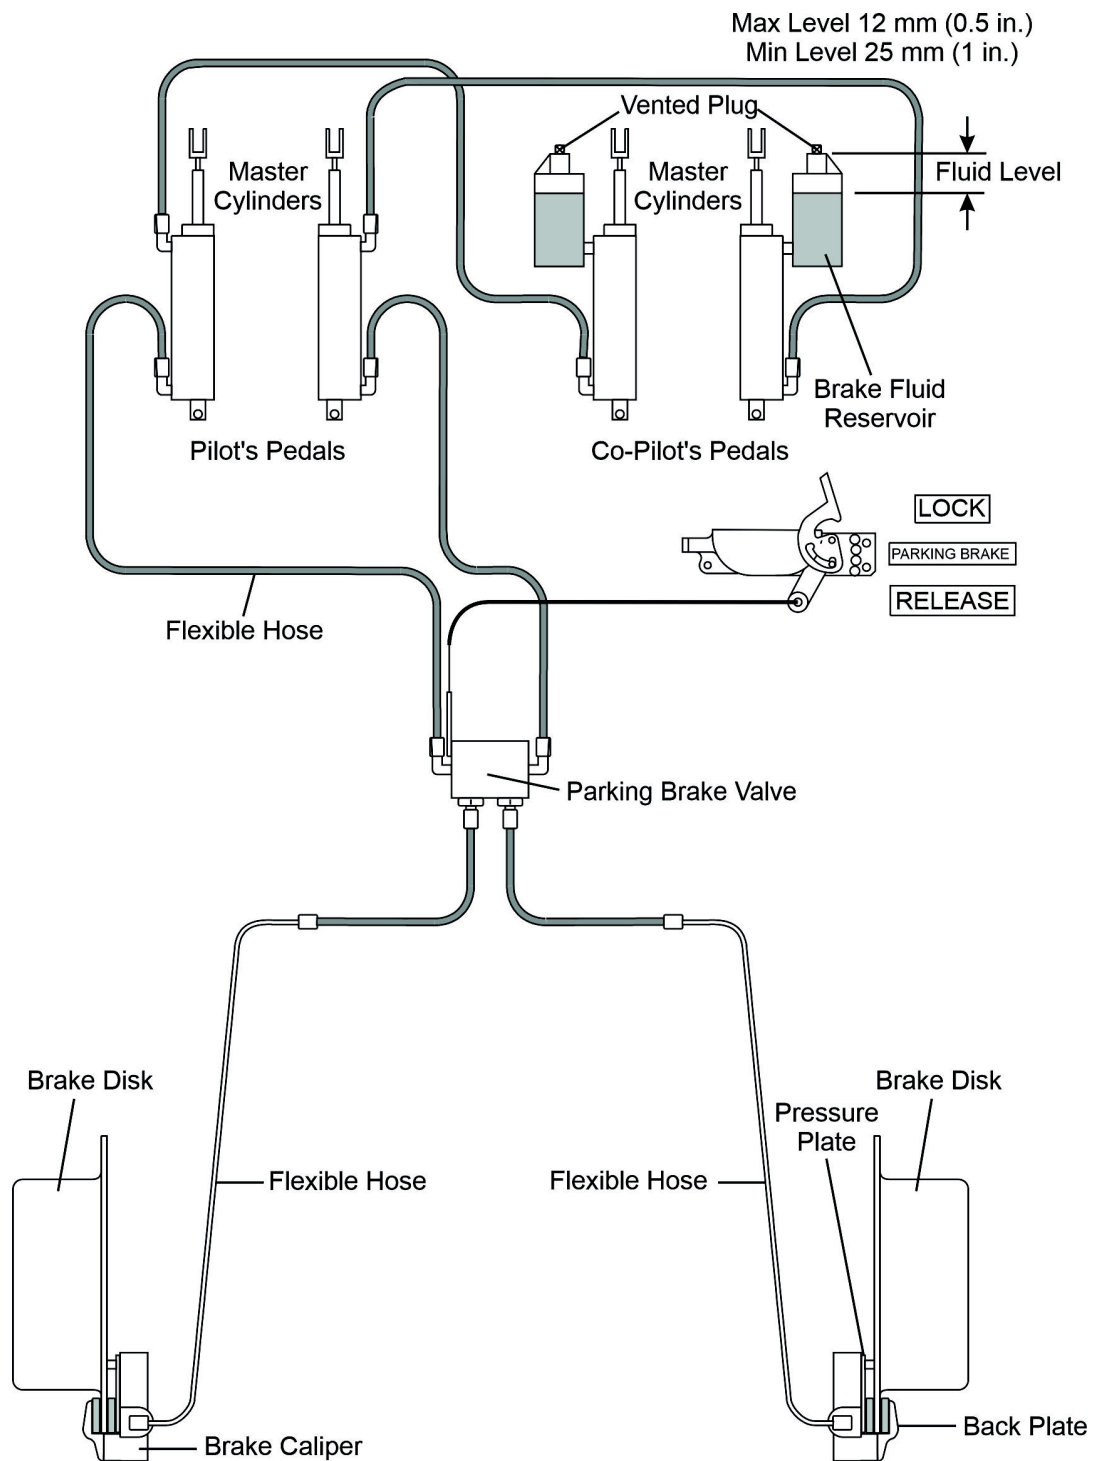 Max Level 12 mm (0.5 in.)
Min Level 25 mm (1 in.)
Vented Plug
Master
Cylinders
Master
Cylinders
Fluid Level
Brake Fluid
Reservoir
Pilot's Pedals
Co-Pilot's Pedals
LOCK
PARKING BRAKE
RELEASE
Flexible Hose
Parking Brake Valve
Brake Disk
Brake Disk
Pressure
Plate
Flexible Hose
Flexible Hose
Back Plate
Brake Caliper